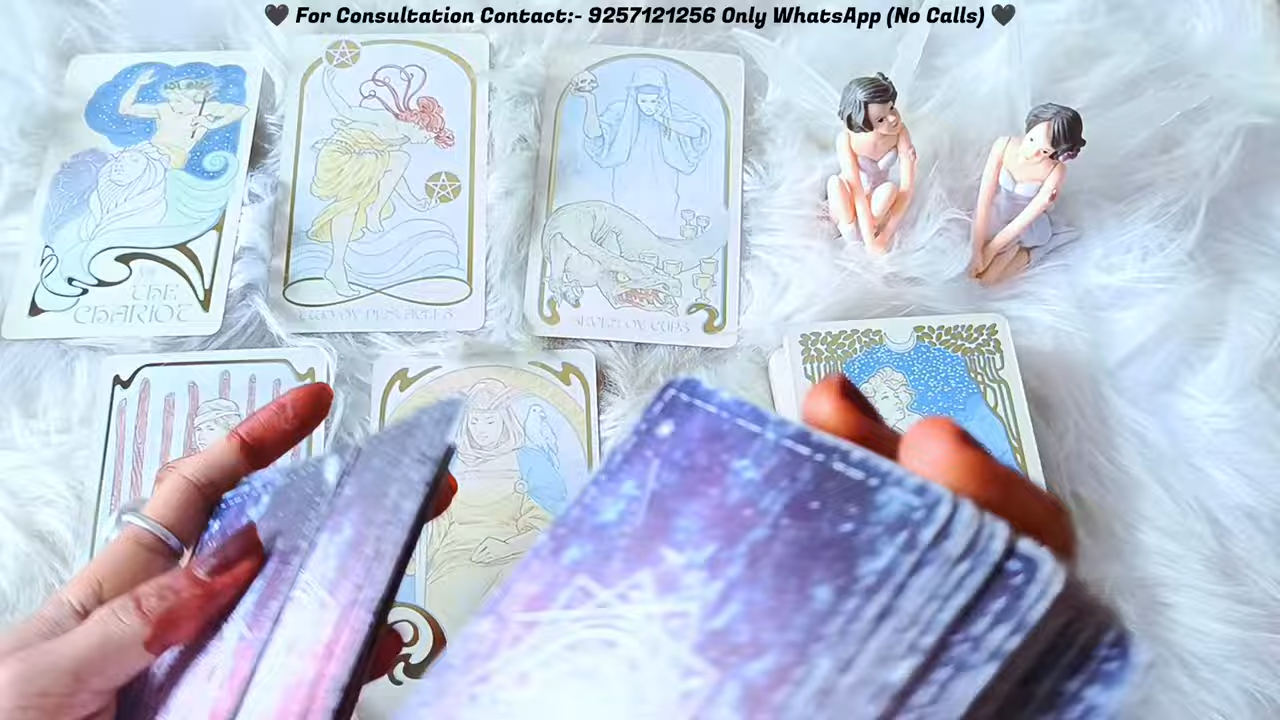 🖤 For Consultation Contact:- 9257121256 Only WhatsApp (No Calls) 🖤
THE
CHARIOT
TWO OF PENTACLES
SEVEN OF CUPS